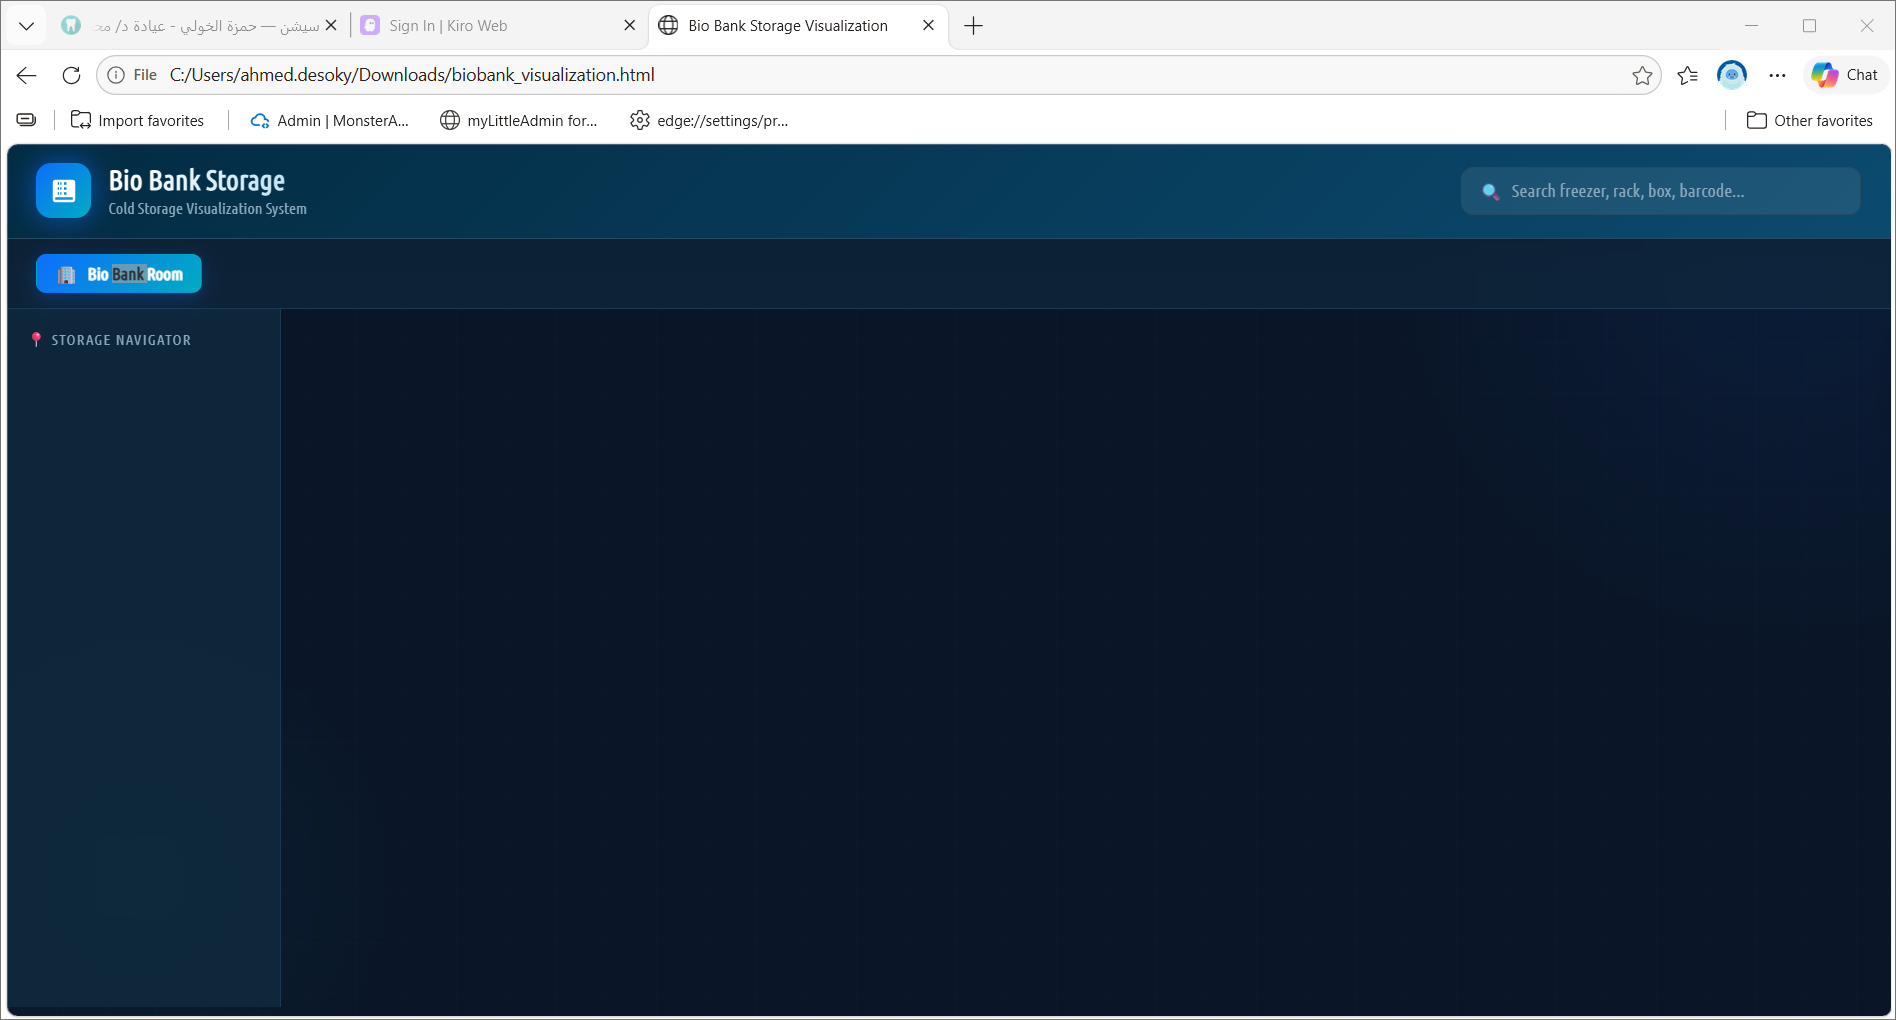 سيشن — حمزة الخولي - عيادة د/ مح
Sign In | Kiro Web
Bio Bank Storage Visualization
File C:/Users/ahmed.desoky/Downloads/biobank_visualization.html
Chat
Import favorites
Admin | MonsterA...
myLittleAdmin for...
edge://settings/pr...
Other favorites
Bio Bank Storage
Cold Storage Visualization System
Search freezer, rack, box, barcode...
Bio Bank Room
STORAGE NAVIGATOR